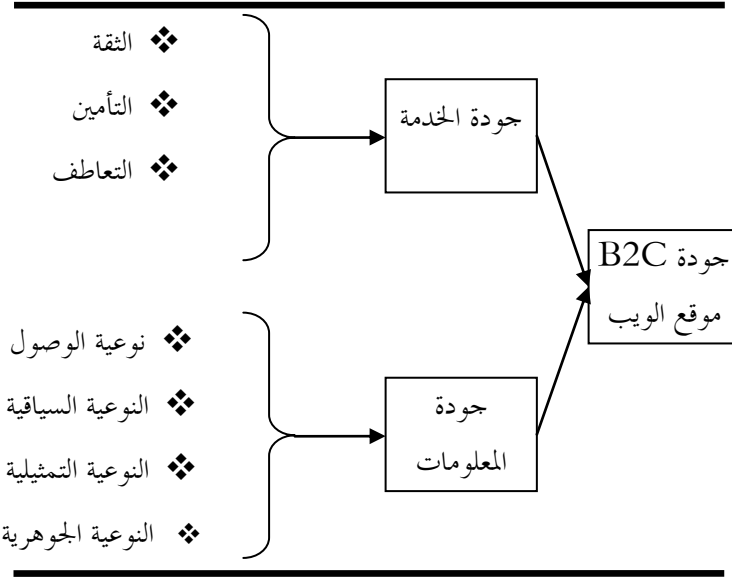 ❖ الثقة
❖ التأمين
❖ التعاطف
جودة الخدمة
جودة B2C
موقع الويب
❖ نوعية الوصول
❖ النوعية السياقية
❖ النوعية التمثيلية
❖ النوعية الجوهرية
جودة
المعلومات